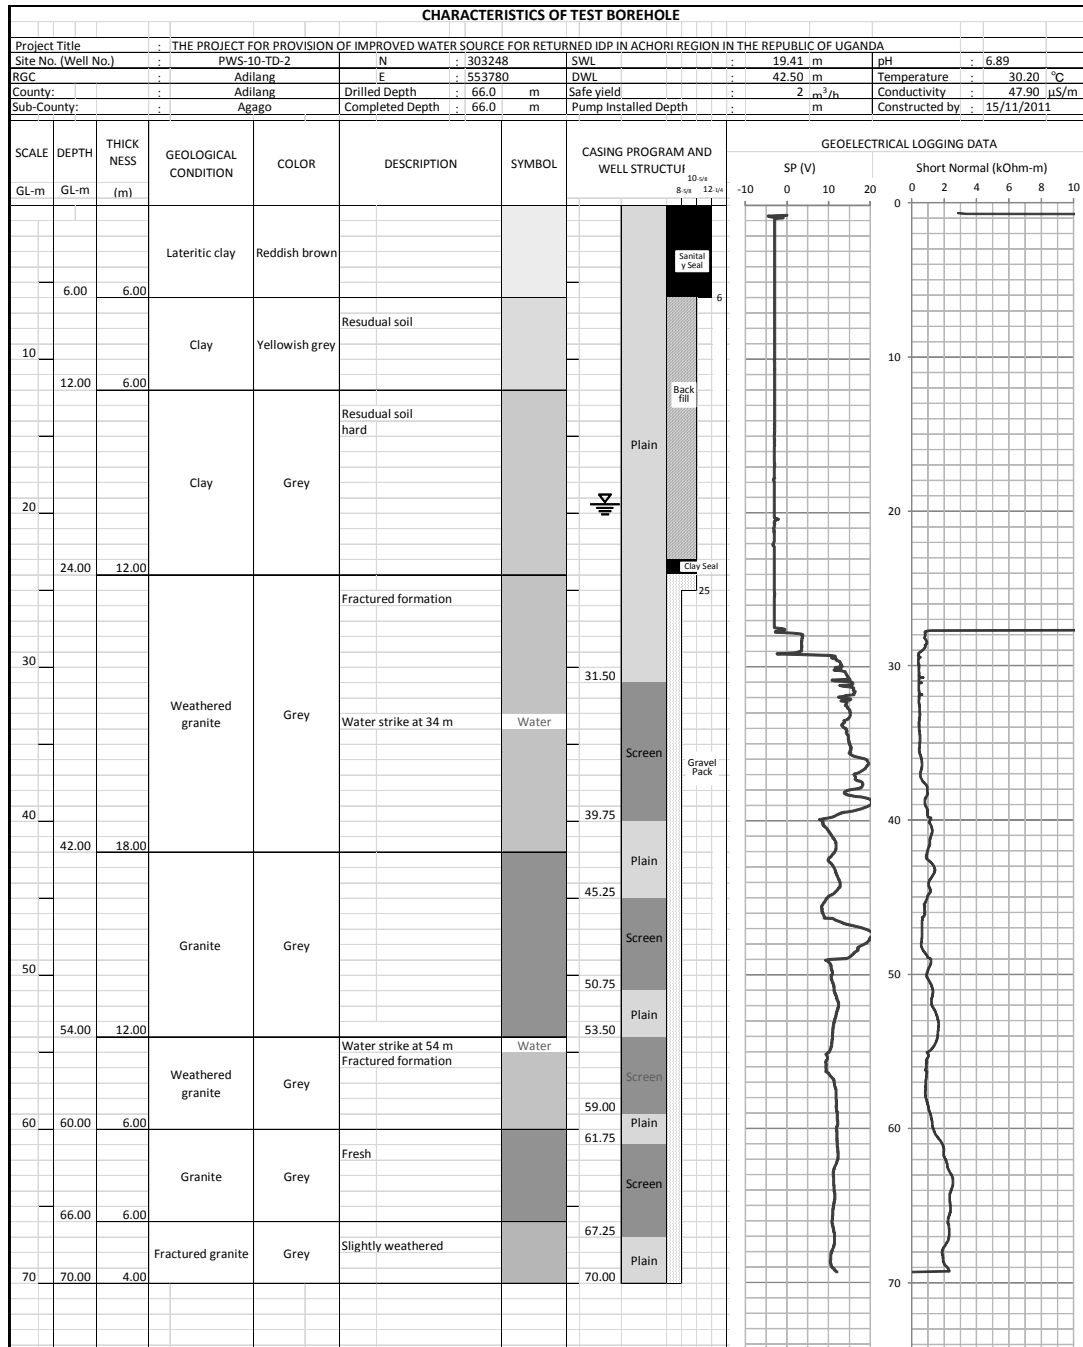 CHARACTERISTICS OF TEST BOREHOLE
Project Title : THE PROJECT FOR PROVISION OF IMPROVED WATER SOURCE FOR RETURNED IDP IN ACHORI REGION IN THE REPUBLIC OF UGANDA
Site No. (Well No.) : PWS-10-TD-2 N : 303248 SWL : 19.41 m pH : 6.89
RGC : Adilang E : 553780 DWL : 42.50 m Temperature : 30.20 °C
County: : Adilang Drilled Depth : 66.0 m Safe yield : 2 m³/h Conductivity : 47.90 µS/m
Sub-County: : Agago Completed Depth : 66.0 m Pump Installed Depth : m Constructed by : 15/11/2011
SCALE DEPTH THICK NESS GEOLOGICAL CONDITION COLOR DESCRIPTION SYMBOL CASING PROGRAM AND WELL STRUCTUF GEOELECTRICAL LOGGING DATA
GL-m GL-m (m) 8-5/8 10-5/8 12-1/4 SP (V) Short Normal (kOhm-m)
-10 0 10 20 0 2 4 6 8 10
0
Lateritic clay Reddish brown Sanital y Seal
6.00 6.00 6
Resudual soil
Clay Yellowish grey
10 10
12.00 12.00 6.00 Back fill
Resudual soil
hard
Plain
Clay Grey
20 20
24.00 12.00 Clay Seal
25
Fractured formation
30 30
31.50
Weathered granite Grey
Water strike at 34 m Water
Screen
Gravel Pack
40 39.75 40
42.00 18.00
Plain
45.25
Granite Grey Screen
50 50.75 50
Plain
54.00 12.00 53.50
Water strike at 54 m Water
Fractured formation
Weathered granite Grey Screen
59.00
60 60.00 6.00 Plain 60
61.75
Fresh
Granite Grey Screen
66.00 6.00
67.25
Slightly weathered
Fractured granite Grey Plain
70 70.00 4.00 70.00 70